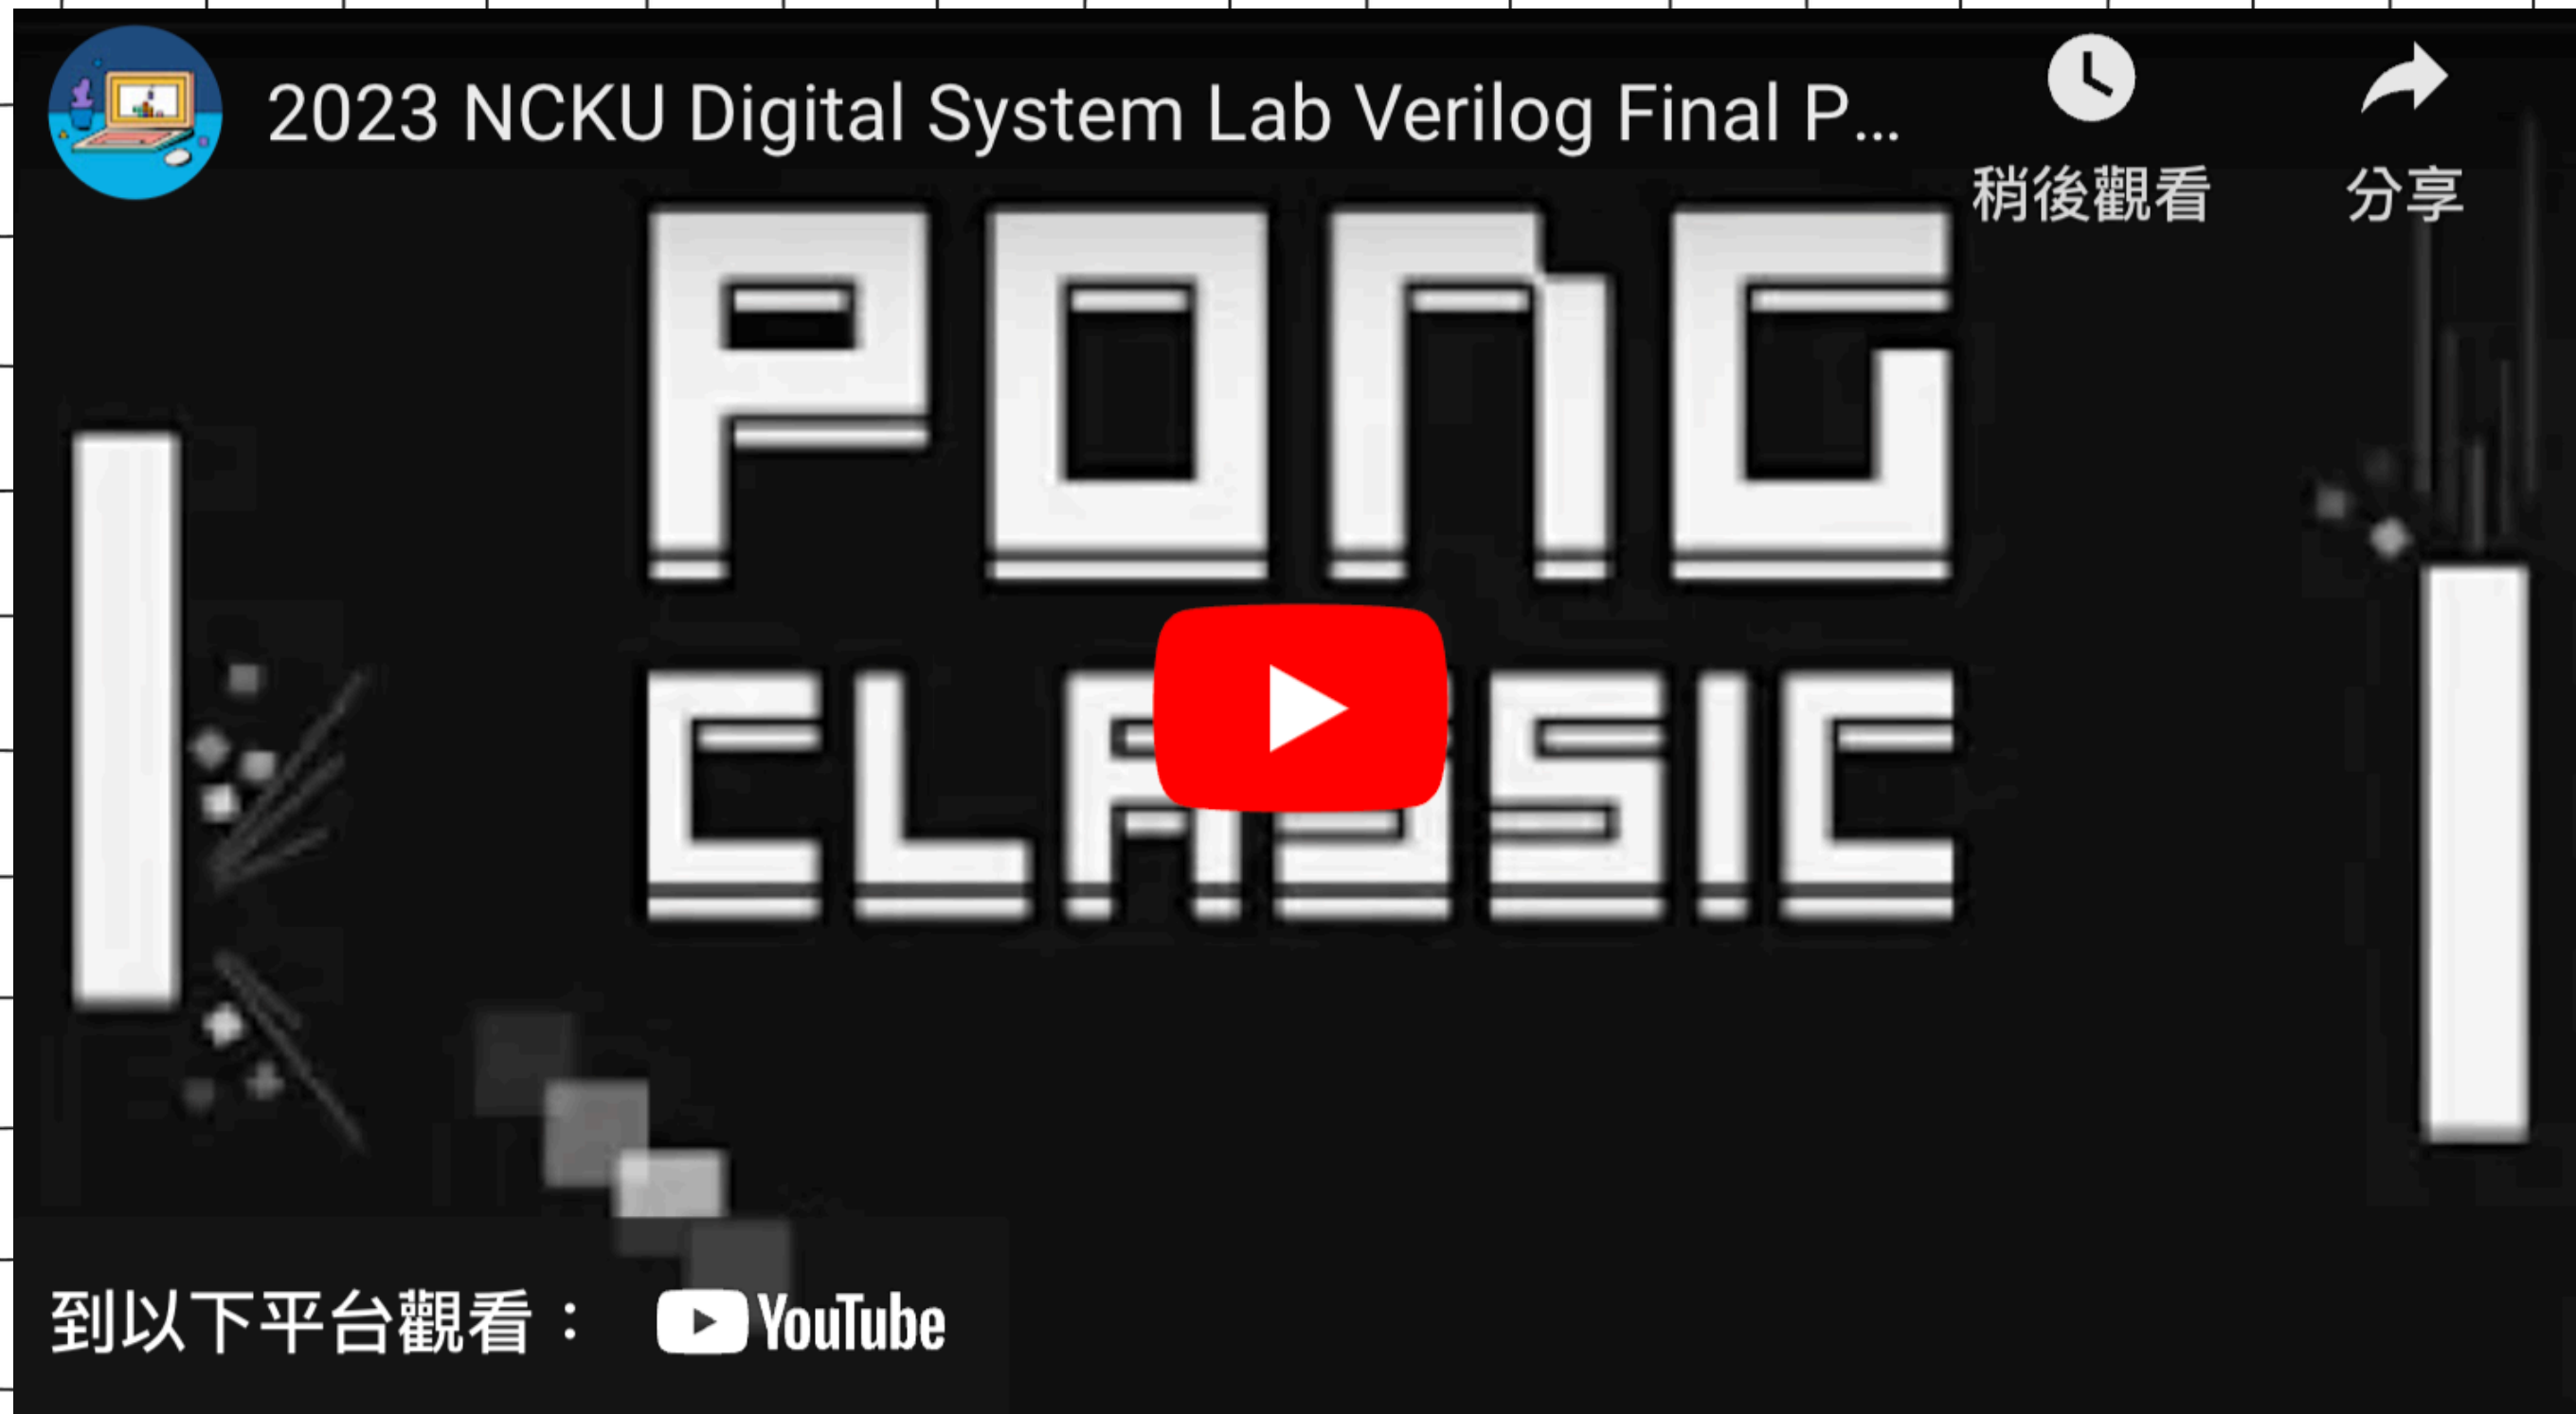 2023 NCKU Digital System Lab Verilog Final P...
稍後觀看
分享
PONG
CLASSIC
到以下平台觀看：
YouTube